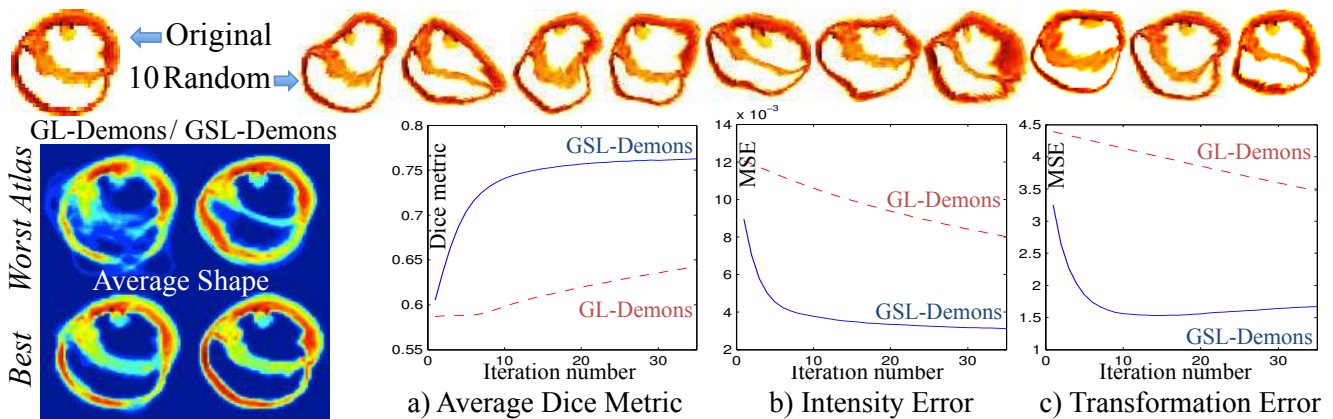 Original
10 Random
GL-Demons / GSL-Demons
Worst Atlas
Average Shape
Best
0.8
0.75
0.7
0.65
0.6
0.55
0
10
20
30
Dice metric
GSL-Demons
GL-Demons
Iteration number
a) Average Dice Metric
× 10⁻³
14
12
10
8
6
4
2
0
10
20
30
MSE
GL-Demons
GSL-Demons
Iteration number
b) Intensity Error
4.5
4
3.5
3
2.5
2
1.5
1
0
10
20
30
MSE
GL-Demons
GSL-Demons
Iteration number
c) Transformation Error